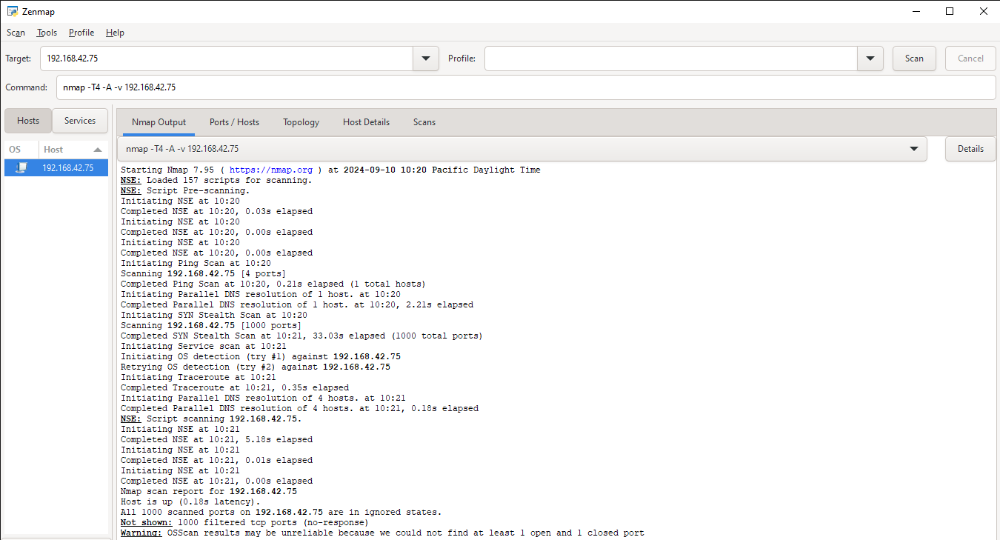 Zenmap
Scan Tools Profile Help
Target: 192.168.42.75 Profile: Scan Cancel
Command: nmap -T4 -A -v 192.168.42.75
Hosts Services
OS Host
192.168.42.75
Nmap Output Ports / Hosts Topology Host Details Scans
nmap -T4 -A -v 192.168.42.75 Details
Starting Nmap 7.95 ( https://nmap.org ) at 2024-09-10 10:20 Pacific Daylight Time
NSE: Loaded 157 scripts for scanning.
NSE: Script Pre-scanning.
Initiating NSE at 10:20
Completed NSE at 10:20, 0.03s elapsed
Initiating NSE at 10:20
Completed NSE at 10:20, 0.00s elapsed
Initiating NSE at 10:20
Completed NSE at 10:20, 0.00s elapsed
Initiating Ping Scan at 10:20
Scanning 192.168.42.75 [4 ports]
Completed Ping Scan at 10:20, 0.21s elapsed (1 total hosts)
Initiating Parallel DNS resolution of 1 host. at 10:20
Completed Parallel DNS resolution of 1 host. at 10:20, 2.21s elapsed
Initiating SYN Stealth Scan at 10:20
Scanning 192.168.42.75 [1000 ports]
Completed SYN Stealth Scan at 10:21, 33.03s elapsed (1000 total ports)
Initiating Service scan at 10:21
Initiating OS detection (try #1) against 192.168.42.75
Retrying OS detection (try #2) against 192.168.42.75
Initiating Traceroute at 10:21
Completed Traceroute at 10:21, 0.35s elapsed
Initiating Parallel DNS resolution of 4 hosts. at 10:21
Completed Parallel DNS resolution of 4 hosts. at 10:21, 0.18s elapsed
NSE: Script scanning 192.168.42.75.
Initiating NSE at 10:21
Completed NSE at 10:21, 5.18s elapsed
Initiating NSE at 10:21
Completed NSE at 10:21, 0.01s elapsed
Initiating NSE at 10:21
Completed NSE at 10:21, 0.00s elapsed
Nmap scan report for 192.168.42.75
Host is up (0.18s latency).
All 1000 scanned ports on 192.168.42.75 are in ignored states.
Not shown: 1000 filtered tcp ports (no-response)
Warning: OSScan results may be unreliable because we could not find at least 1 open and 1 closed port